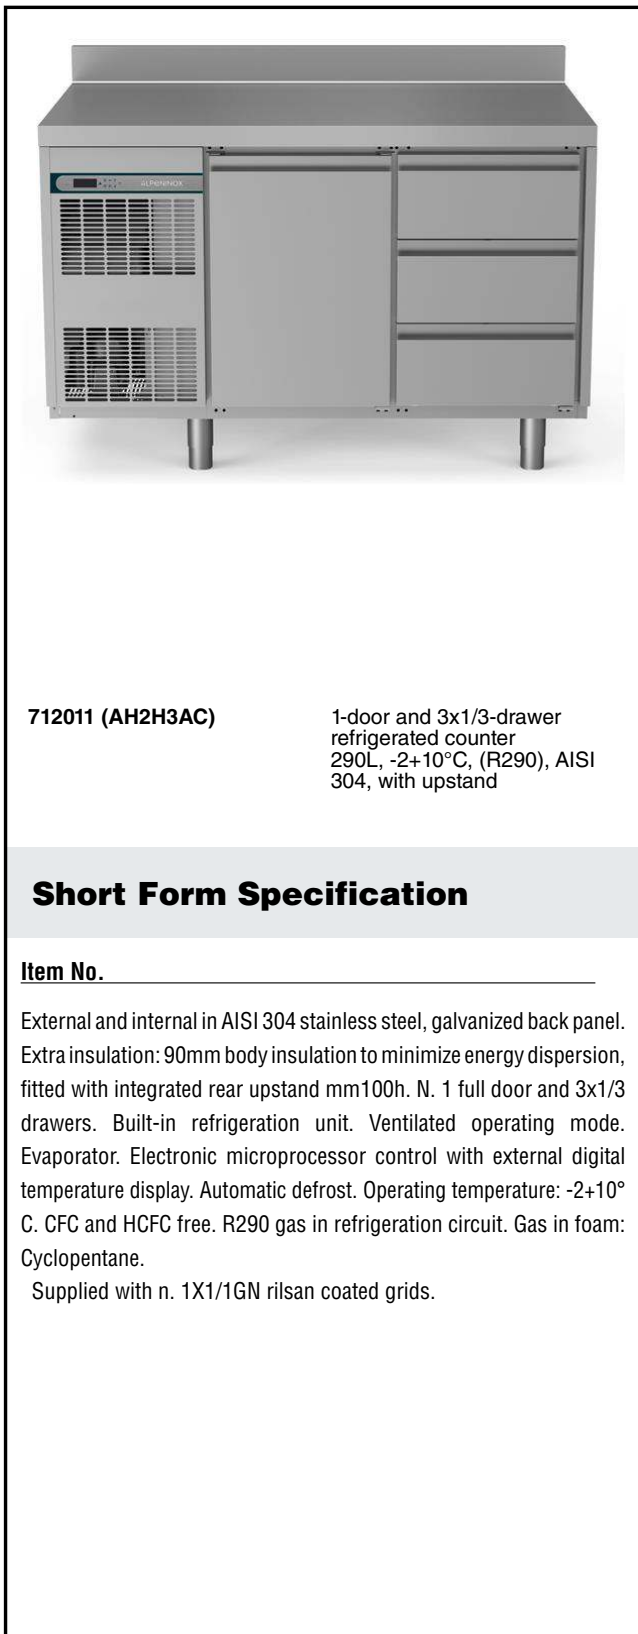 ALPENINOX
712011 (AH2H3AC)
1-door and 3x1/3-drawer
refrigerated counter
290L, -2+10°C, (R290), AISI
304, with upstand
Short Form Specification
Item No.
External and internal in AISI 304 stainless steel, galvanized back panel.
Extra insulation: 90mm body insulation to minimize energy dispersion,
fitted with integrated rear upstand mm100h. N. 1 full door and 3x1/3
drawers. Built-in refrigeration unit. Ventilated operating mode.
Evaporator. Electronic microprocessor control with external digital
temperature display. Automatic defrost. Operating temperature: -2+10°
C. CFC and HCFC free. R290 gas in refrigeration circuit. Gas in foam:
Cyclopentane.
Supplied with n. 1X1/1GN rilsan coated grids.